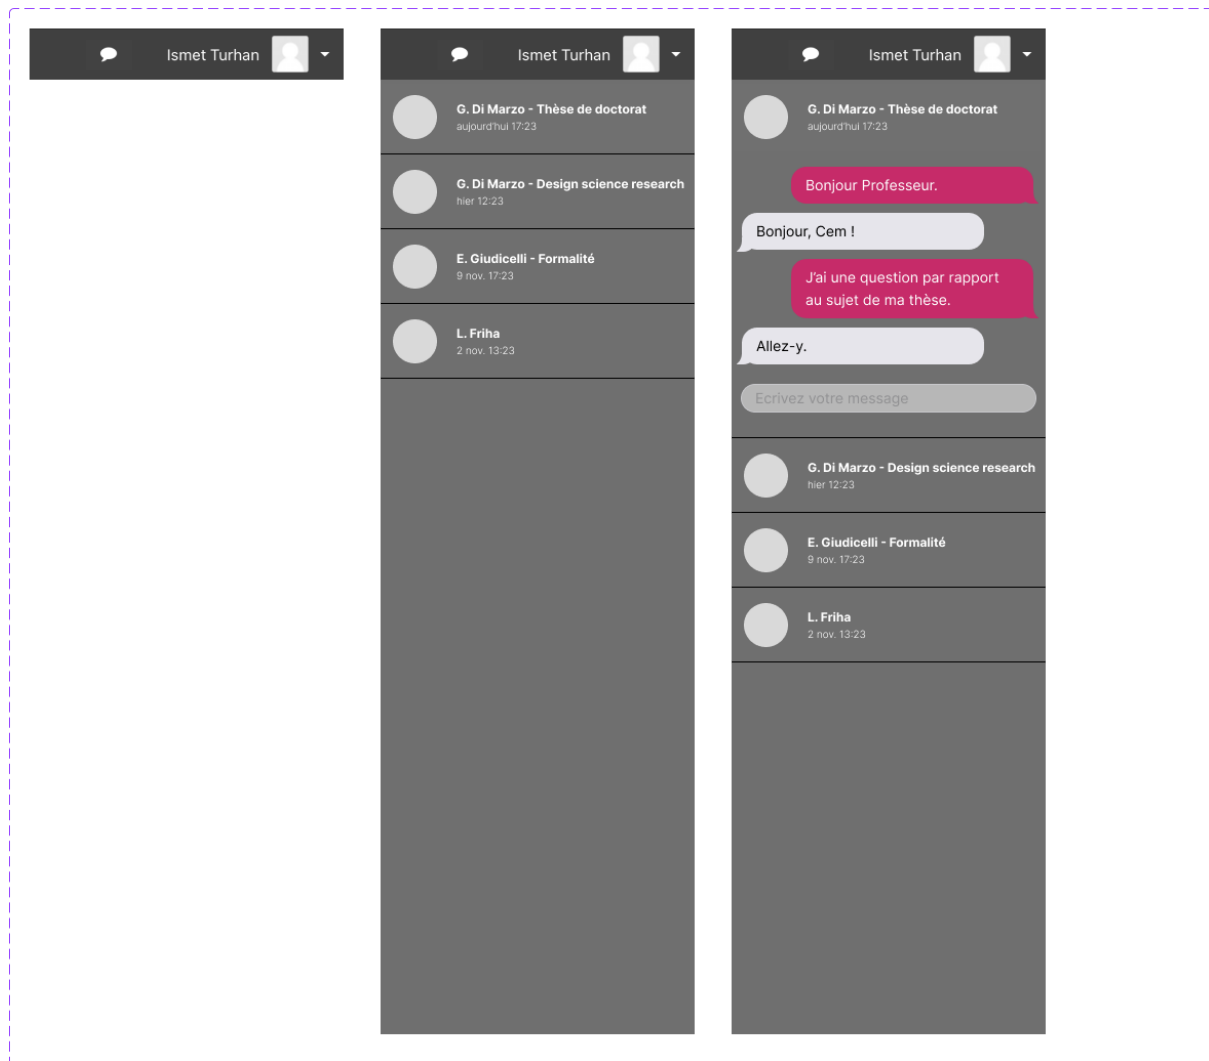 Ismet Turhan
Ismet Turhan
G. Di Marzo - Thèse de doctorat
aujourd'hui 17:23
G. Di Marzo - Design science research
hier 12:23
E. Giudicelli - Formalité
9 nov. 17:23
L. Friha
2 nov. 13:23
Ismet Turhan
G. Di Marzo - Thèse de doctorat
aujourd'hui 17:23
Bonjour Professeur.
Bonjour, Cem !
J'ai une question par rapport
au sujet de ma thèse.
Allez-y.
Ecrivez votre message
G. Di Marzo - Design science research
hier 12:23
E. Giudicelli - Formalité
9 nov. 17:23
L. Friha
2 nov. 13:23